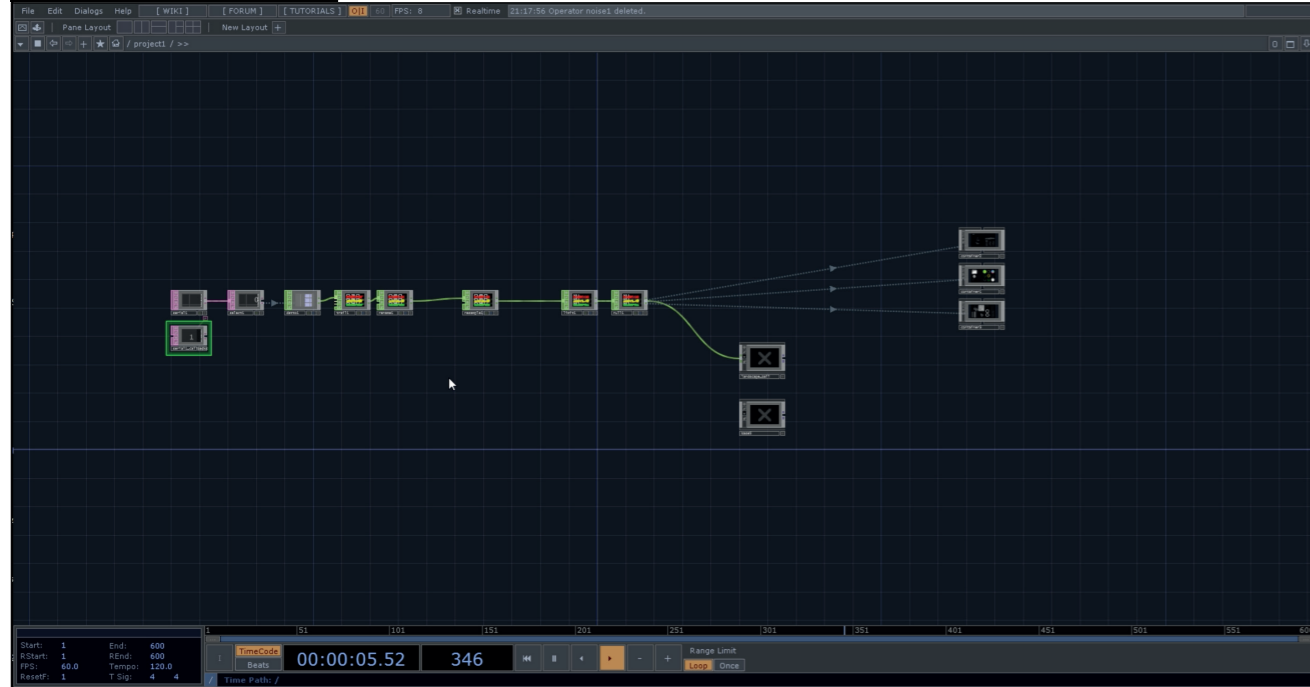 File Edit Dialogs Help [ WIKI ] [ FORUM ] [ TUTORIALS ] O|1 60 FPS: 8 Realtime 21:17:56 Operator noise1 deleted.
Pane Layout New Layout +
/ project1 / >>
1
1 51 101 151 201 251 301 351 401 451 501 551
Start: 1 End: 600
RStart: 1 REnd: 600
FPS: 60.0 Tempo: 120.0
ResetF: 1 T Sig: 4 4
TimeCode
Beats
00:00:05.52
346
Range Limit
Loop Once
/ Time Path: /